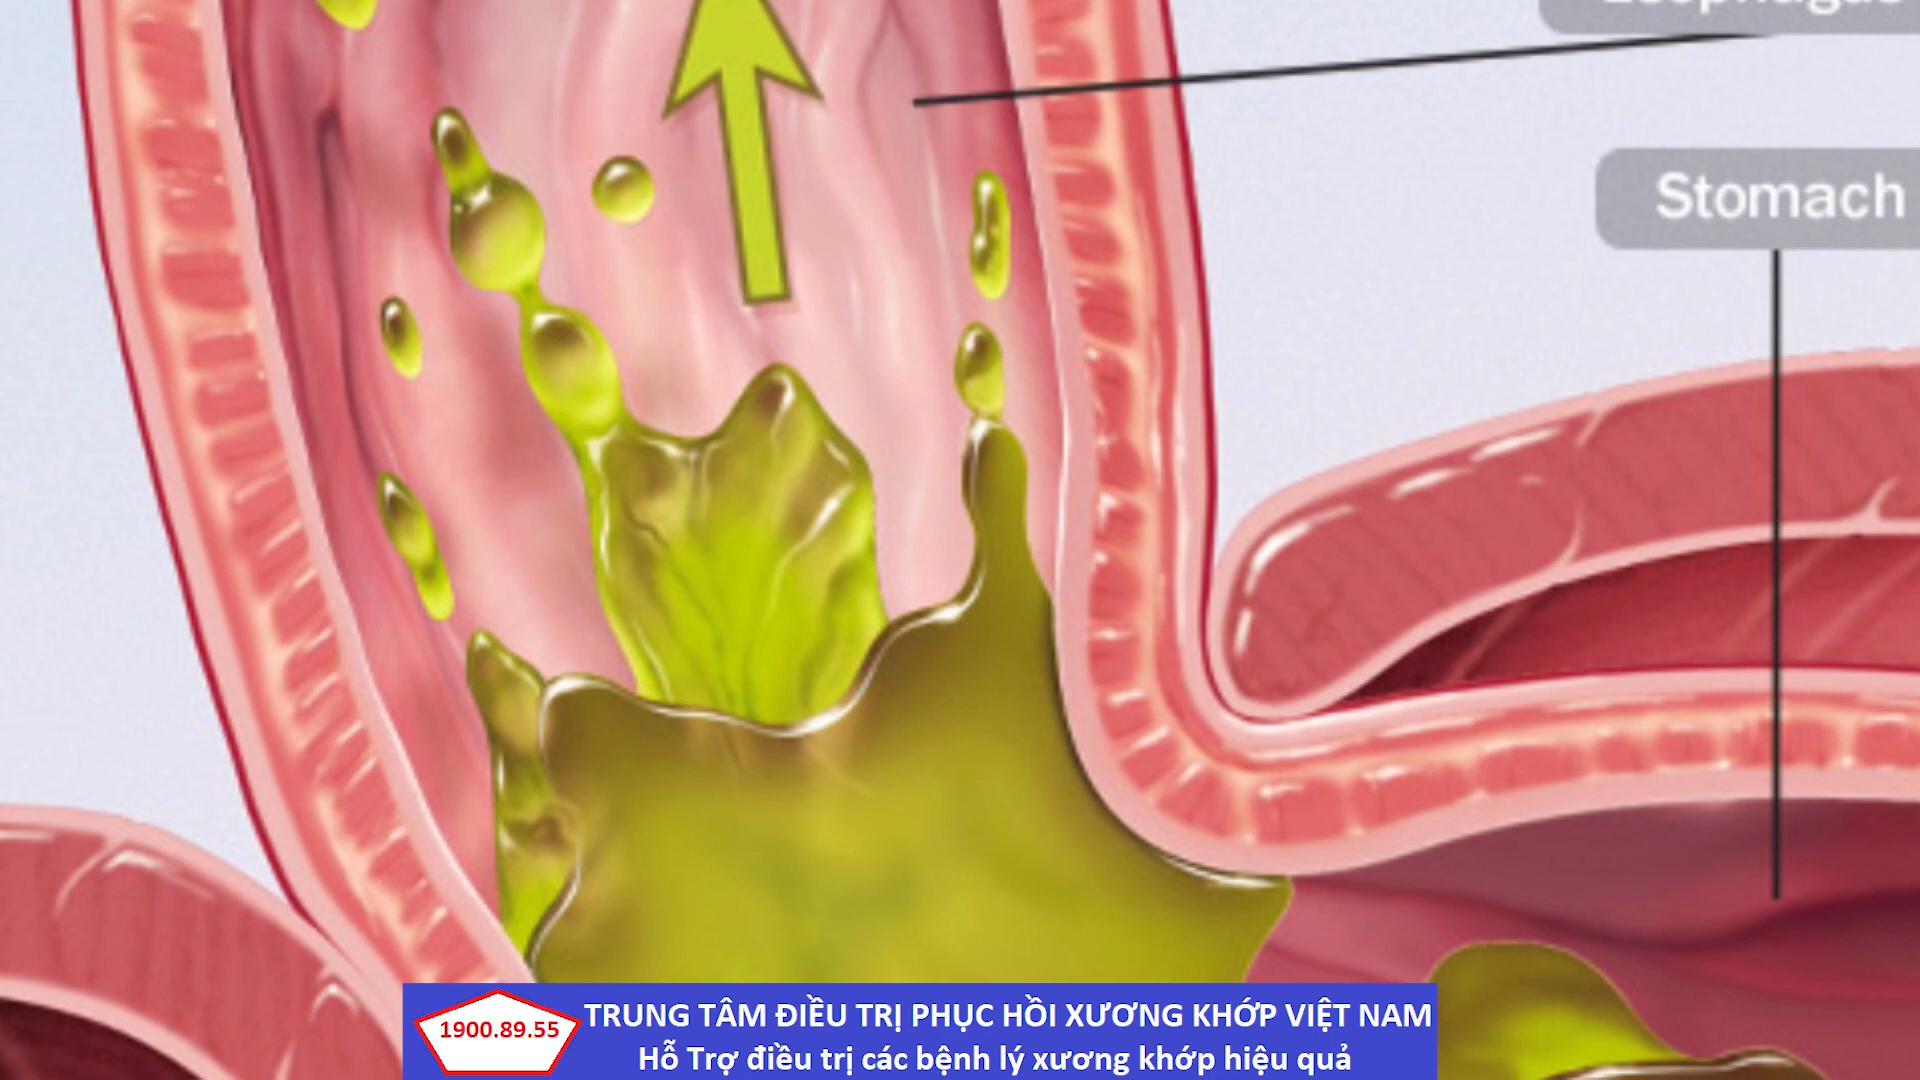 Esophagus
Stomach
1900.89.55
TRUNG TÂM ĐIỀU TRỊ PHỤC HỒI XƯƠNG KHỚP VIỆT NAM
Hỗ Trợ điều trị các bệnh lý xương khớp hiệu quả